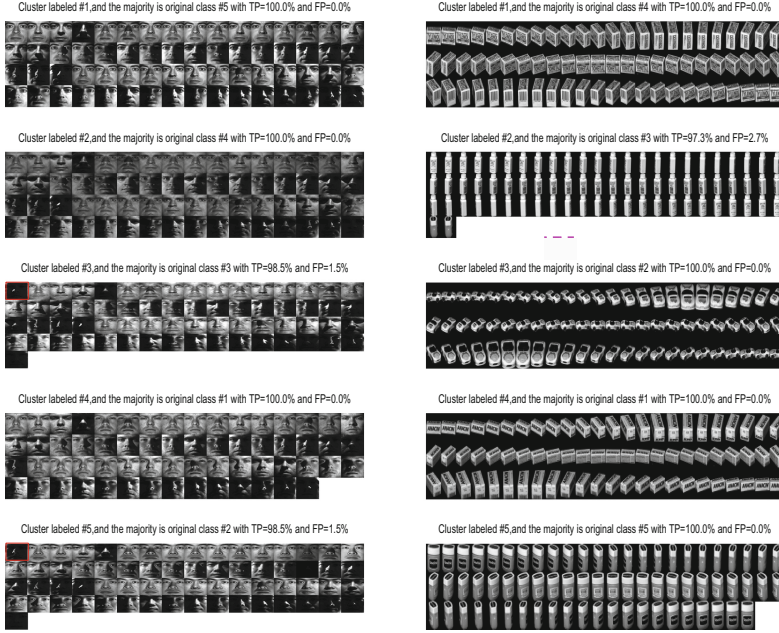 Cluster labeled #1,and the majority is original class #5 with TP=100.0% and FP=0.0%
Cluster labeled #2,and the majority is original class #4 with TP=100.0% and FP=0.0%
Cluster labeled #3,and the majority is original class #3 with TP=98.5% and FP=1.5%
Cluster labeled #4,and the majority is original class #1 with TP=100.0% and FP=0.0%
Cluster labeled #5,and the majority is original class #2 with TP=98.5% and FP=1.5%
Cluster labeled #1,and the majority is original class #4 with TP=100.0% and FP=0.0%
Cluster labeled #2,and the majority is original class #3 with TP=97.3% and FP=2.7%
Cluster labeled #3,and the majority is original class #2 with TP=100.0% and FP=0.0%
Cluster labeled #4,and the majority is original class #1 with TP=100.0% and FP=0.0%
Cluster labeled #5,and the majority is original class #5 with TP=100.0% and FP=0.0%